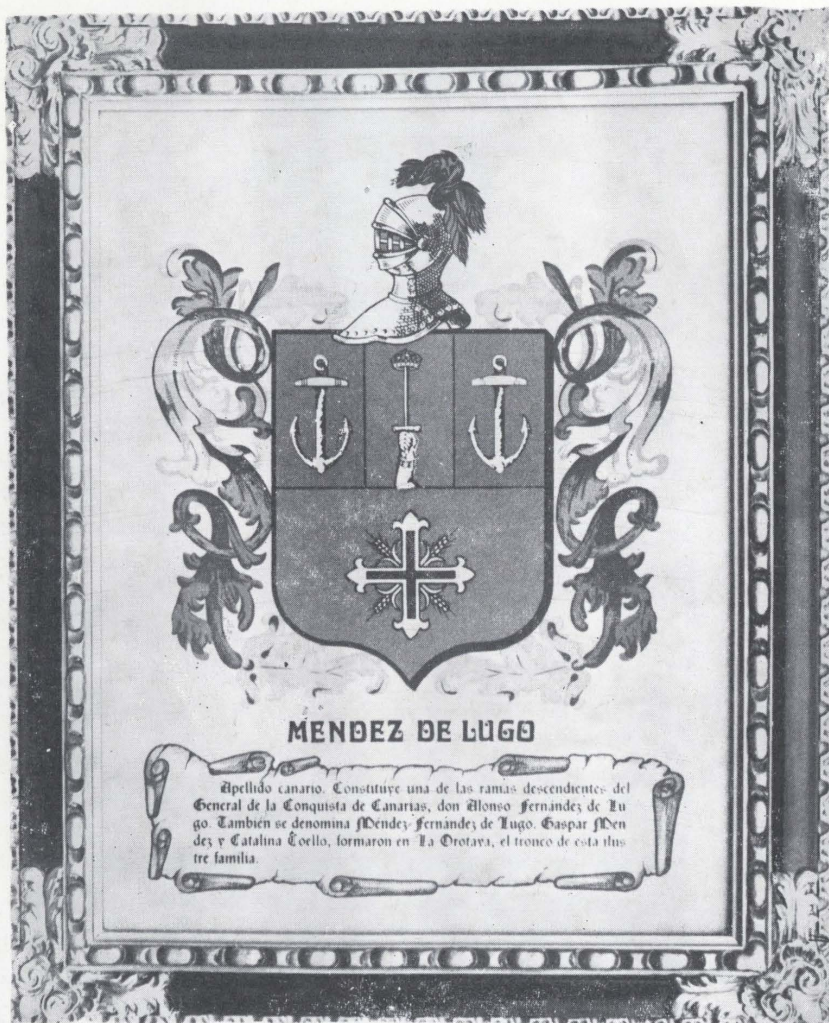 MENDEZ DE LUGO
Apellido canario. Constituye una de las ramas descendientes del
General de la Conquista de Canarias, don Alonso Fernández de Lu
go. También se denomina Méndez-Fernández de Lugo. Gaspar Men
dez y Catalina Coello, formaron en La Orotava, el tronco de esta ilus
tre familia.